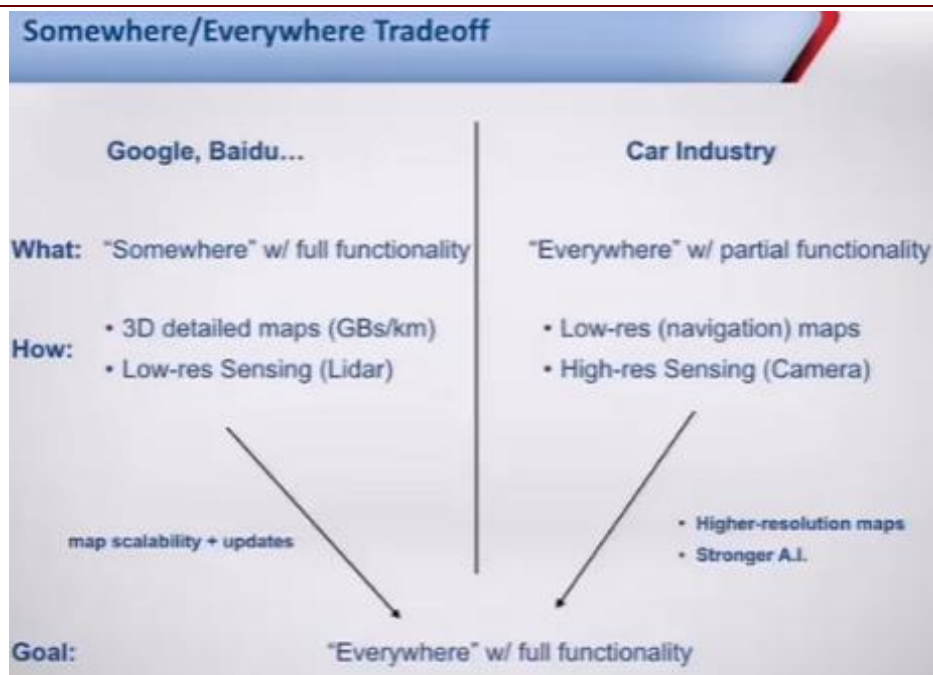 Somewhere/Everywhere Tradeoff
Google, Baidu...
Car Industry
What: "Somewhere" w/ full functionality
"Everywhere" w/ partial functionality
How:
• 3D detailed maps (GBs/km)
• Low-res Sensing (Lidar)
• Low-res (navigation) maps
• High-res Sensing (Camera)
map scalability + updates
• Higher-resolution maps
• Stronger A.I.
Goal: "Everywhere" w/ full functionality